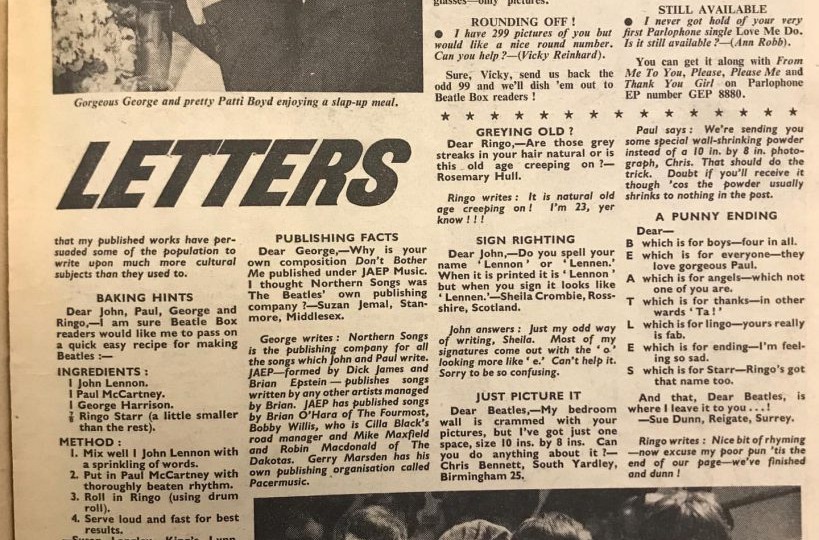 glasses—only pictures.
ROUNDING OFF !
● I have 299 pictures of you but
would like a nice round number.
Can you help ?—(Vicky Reinhard).
Sure, Vicky, send us back the
odd 99 and we'll dish 'em out to
Beatle Box readers !
STILL AVAILABLE
● I never got hold of your very
first Parlophone single Love Me Do.
Is it still available ?—(Ann Robb).
You can get it along with From
Me To You, Please, Please Me and
Thank You Girl on Parlophone
EP number GEP 8880.
Gorgeous George and pretty Patti Boyd enjoying a slap-up meal.
LETTERS
that my published works have per-
suaded some of the population to
write upon much more cultural
subjects than they used to.
BAKING HINTS
Dear John, Paul, George and
Ringo,—I am sure Beatle Box
readers would like me to pass on
a quick easy recipe for making
Beatles :—
INGREDIENTS :
1 John Lennon.
1 Paul McCartney.
1 George Harrison.
⅞ Ringo Starr (a little smaller
than the rest).
METHOD :
1. Mix well 1 John Lennon with
a sprinkling of words.
2. Put in Paul McCartney with
thoroughly beaten rhythm.
3. Roll in Ringo (using drum
roll).
4. Serve loud and fast for best
results.
PUBLISHING FACTS
Dear George,—Why is your
own composition Don't Bother
Me published under JAEP Music.
I thought Northern Songs was
The Beatles' own publishing
company ?—Suzan Jemal, Stan-
more, Middlesex.
George writes : Northern Songs
is the publishing company for all
the songs which John and Paul write.
JAEP—formed by Dick James and
Brian Epstein — publishes songs
written by any other artists managed
by Brian. JAEP has published songs
by Brian O'Hara of The Fourmost,
Bobby Willis, who is Cilla Black's
road manager and Mike Maxfield
and Robin Macdonald of The
Dakotas. Gerry Marsden has his
own publishing organisation called
Pacermusic.
GREYING OLD ?
Dear Ringo,—Are those grey
streaks in your hair natural or is
this old age creeping on ?—
Rosemary Hull.
Ringo writes : It is natural old
age creeping on ! I'm 23, yer
know ! ! !
SIGN RIGHTING
Dear John,—Do you spell your
name ' Lennon ' or ' Lennen.'
When it is printed it is ' Lennon '
but when you sign it looks like
' Lennen.'—Sheila Crombie, Ross-
shire, Scotland.
John answers : Just my odd way
of writing, Sheila. Most of my
signatures come out with the ' o '
looking more like ' e.' Can't help it.
Sorry to be so confusing.
JUST PICTURE IT
Dear Beatles,—My bedroom
wall is crammed with your
pictures, but I've got just one
space, size 10 ins. by 8 ins. Can
you do anything about it ?—
Chris Bennett, South Yardley,
Birmingham 25.
Paul says : We're sending you
some special wall-shrinking powder
instead of a 10 in. by 8 in. photo-
graph, Chris. That should do the
trick. Doubt if you'll receive it
though 'cos the powder usually
shrinks to nothing in the post.
A PUNNY ENDING
Dear—
B which is for boys—four in all.
E which is for everyone—they
love gorgeous Paul.
A which is for angels—which not
one of you are.
T which is for thanks—in other
words ' Ta ! '
L which is for lingo—yours really
is fab.
E which is for ending—I'm feel-
ing so sad.
S which is for Starr—Ringo's got
that name too.
And that, Dear Beatles, is
where I leave it to you . . . !
—Sue Dunn, Reigate, Surrey.
Ringo writes : Nice bit of rhyming
—now excuse my poor pun 'tis the
end of our page—we've finished
and dunn !